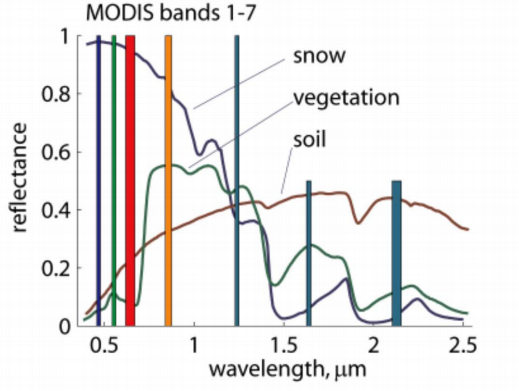 MODIS bands 1-7
1
snow
0.8
vegetation
0.6
soil
reflectance
0.4
0.2
0
0.5
1
1.5
2
2.5
wavelength, μm